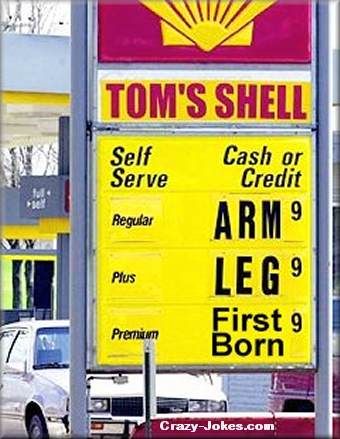 TOM'S SHELL
Self Serve
Cash or Credit
Regular
ARM 9
Plus
LEG 9
Premium
First Born 9
Full
Self
Crazy-Jokes.com